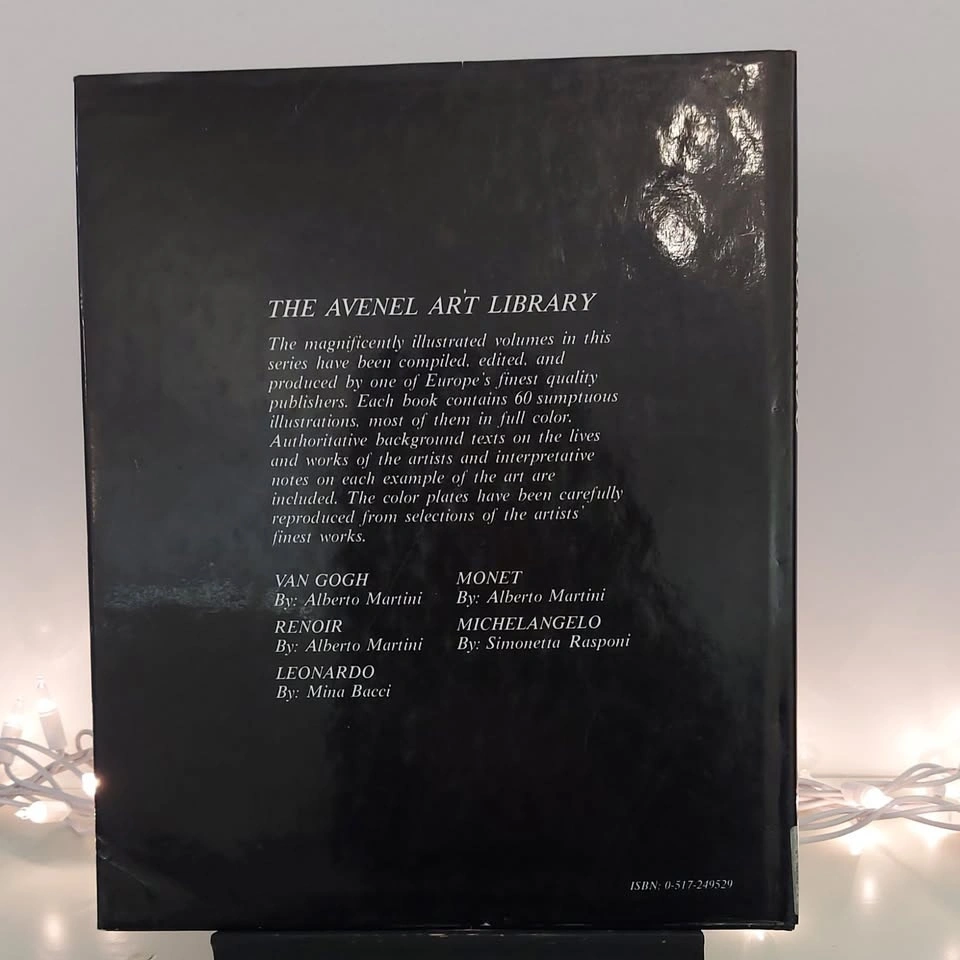 THE AVENEL ART LIBRARY
The magnificently illustrated volumes in this
series have been compiled, edited, and
produced by one of Europe's finest quality
publishers. Each book contains 60 sumptuous
illustrations, most of them in full color.
Authoritative background texts on the lives
and works of the artists and interpretative
notes on each example of the art are
included. The color plates have been carefully
reproduced from selections of the artists'
finest works.
VAN GOGH
By: Alberto Martini
MONET
By: Alberto Martini
RENOIR
By: Alberto Martini
MICHELANGELO
By: Simonetta Rasponi
LEONARDO
By: Mina Bacci
ISBN: 0-517-249529